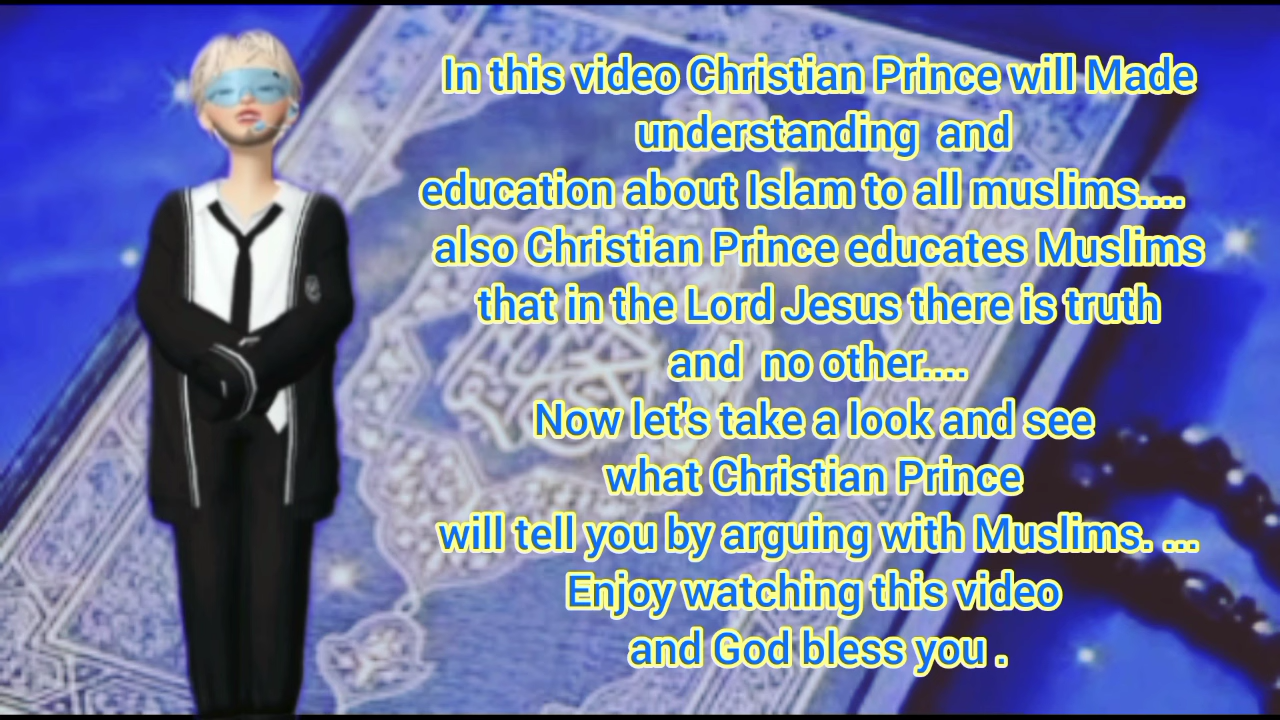 In this video Christian Prince will Made
understanding and
education about Islam to all muslims....
also Christian Prince educates Muslims
that in the Lord Jesus there is truth
and no other....
Now let's take a look and see
what Christian Prince
will tell you by arguing with Muslims. ...
Enjoy watching this video
and God bless you .